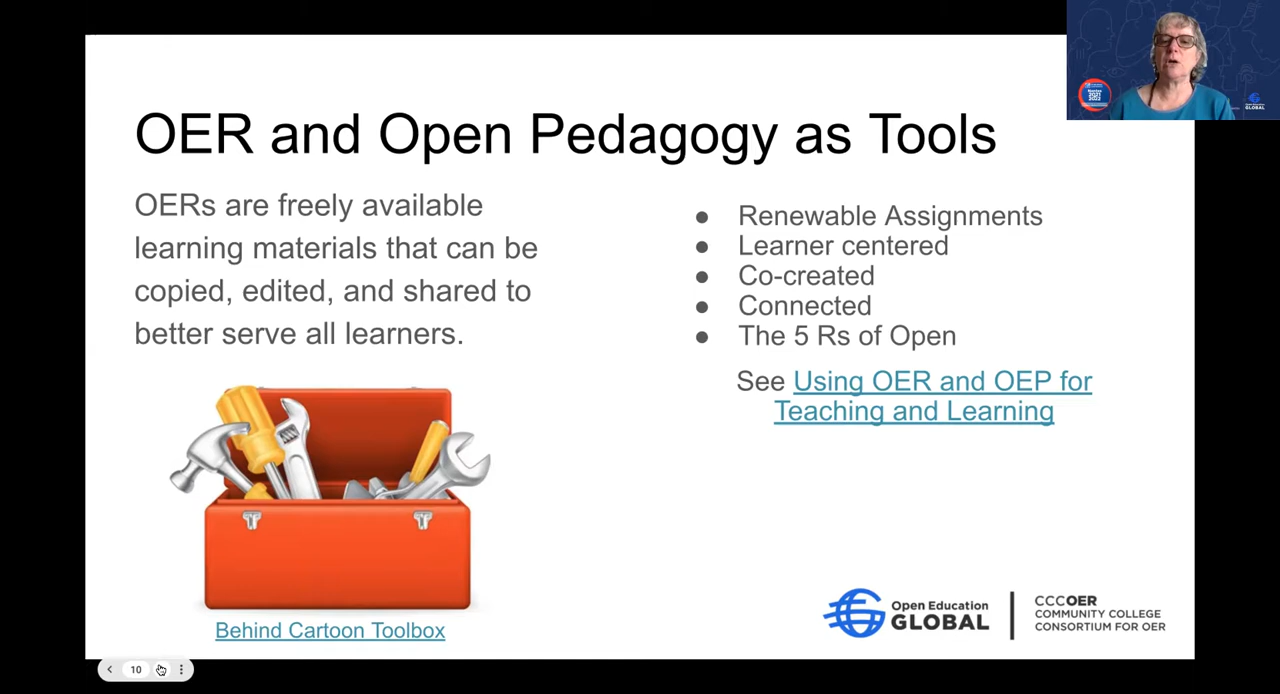 OER and Open Pedagogy as Tools
OERs are freely available
learning materials that can be
copied, edited, and shared to
better serve all learners.
● Renewable Assignments
● Learner centered
● Co-created
● Connected
● The 5 Rs of Open
See Using OER and OEP for
Teaching and Learning
Behind Cartoon Toolbox
Open Education
GLOBAL
CCCOER
COMMUNITY COLLEGE
CONSORTIUM FOR OER
10
GLOBAL